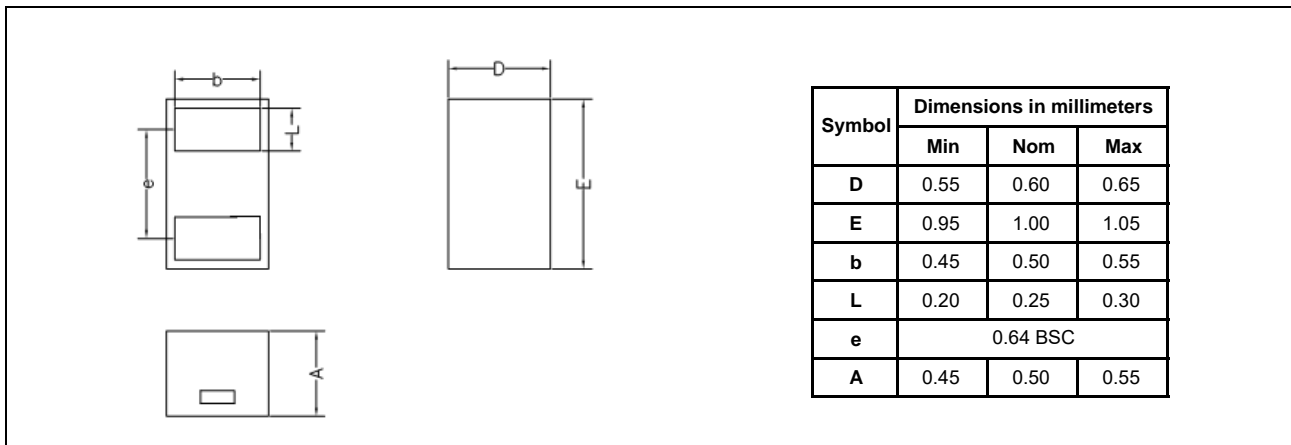 b
L
e
D
E
A
Symbol Dimensions in millimeters
Min Nom Max
D 0.55 0.60 0.65
E 0.95 1.00 1.05
b 0.45 0.50 0.55
L 0.20 0.25 0.30
e 0.64 BSC
A 0.45 0.50 0.55